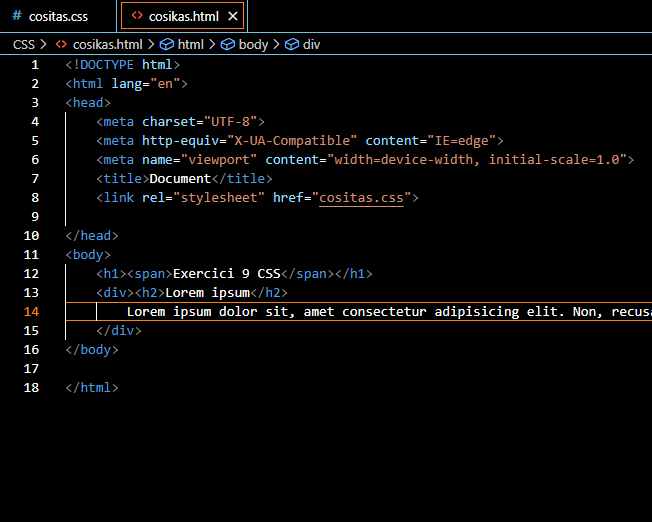 # cositas.css <> cosikas.html ×
CSS > <> cosikas.html > html > body > div
1 <!DOCTYPE html>
2 <html lang="en">
3 <head>
4 <meta charset="UTF-8">
5 <meta http-equiv="X-UA-Compatible" content="IE=edge">
6 <meta name="viewport" content="width=device-width, initial-scale=1.0">
7 <title>Document</title>
8 <link rel="stylesheet" href="cositas.css">
9
10 </head>
11 <body>
12 <h1><span>Exercici 9 CSS</span></h1>
13 <div><h2>Lorem ipsum</h2>
14 Lorem ipsum dolor sit, amet consectetur adipisicing elit. Non, recusa
15 </div>
16 </body>
17
18 </html>